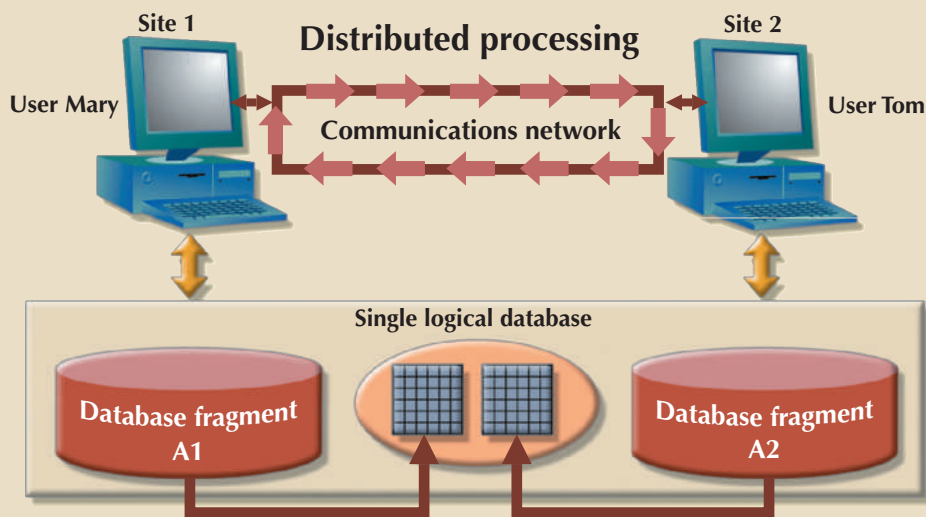 Site 1
Distributed processing
Site 2
User Mary
Communications network
User Tom
Single logical database
Database fragment
A1
Database fragment
A2